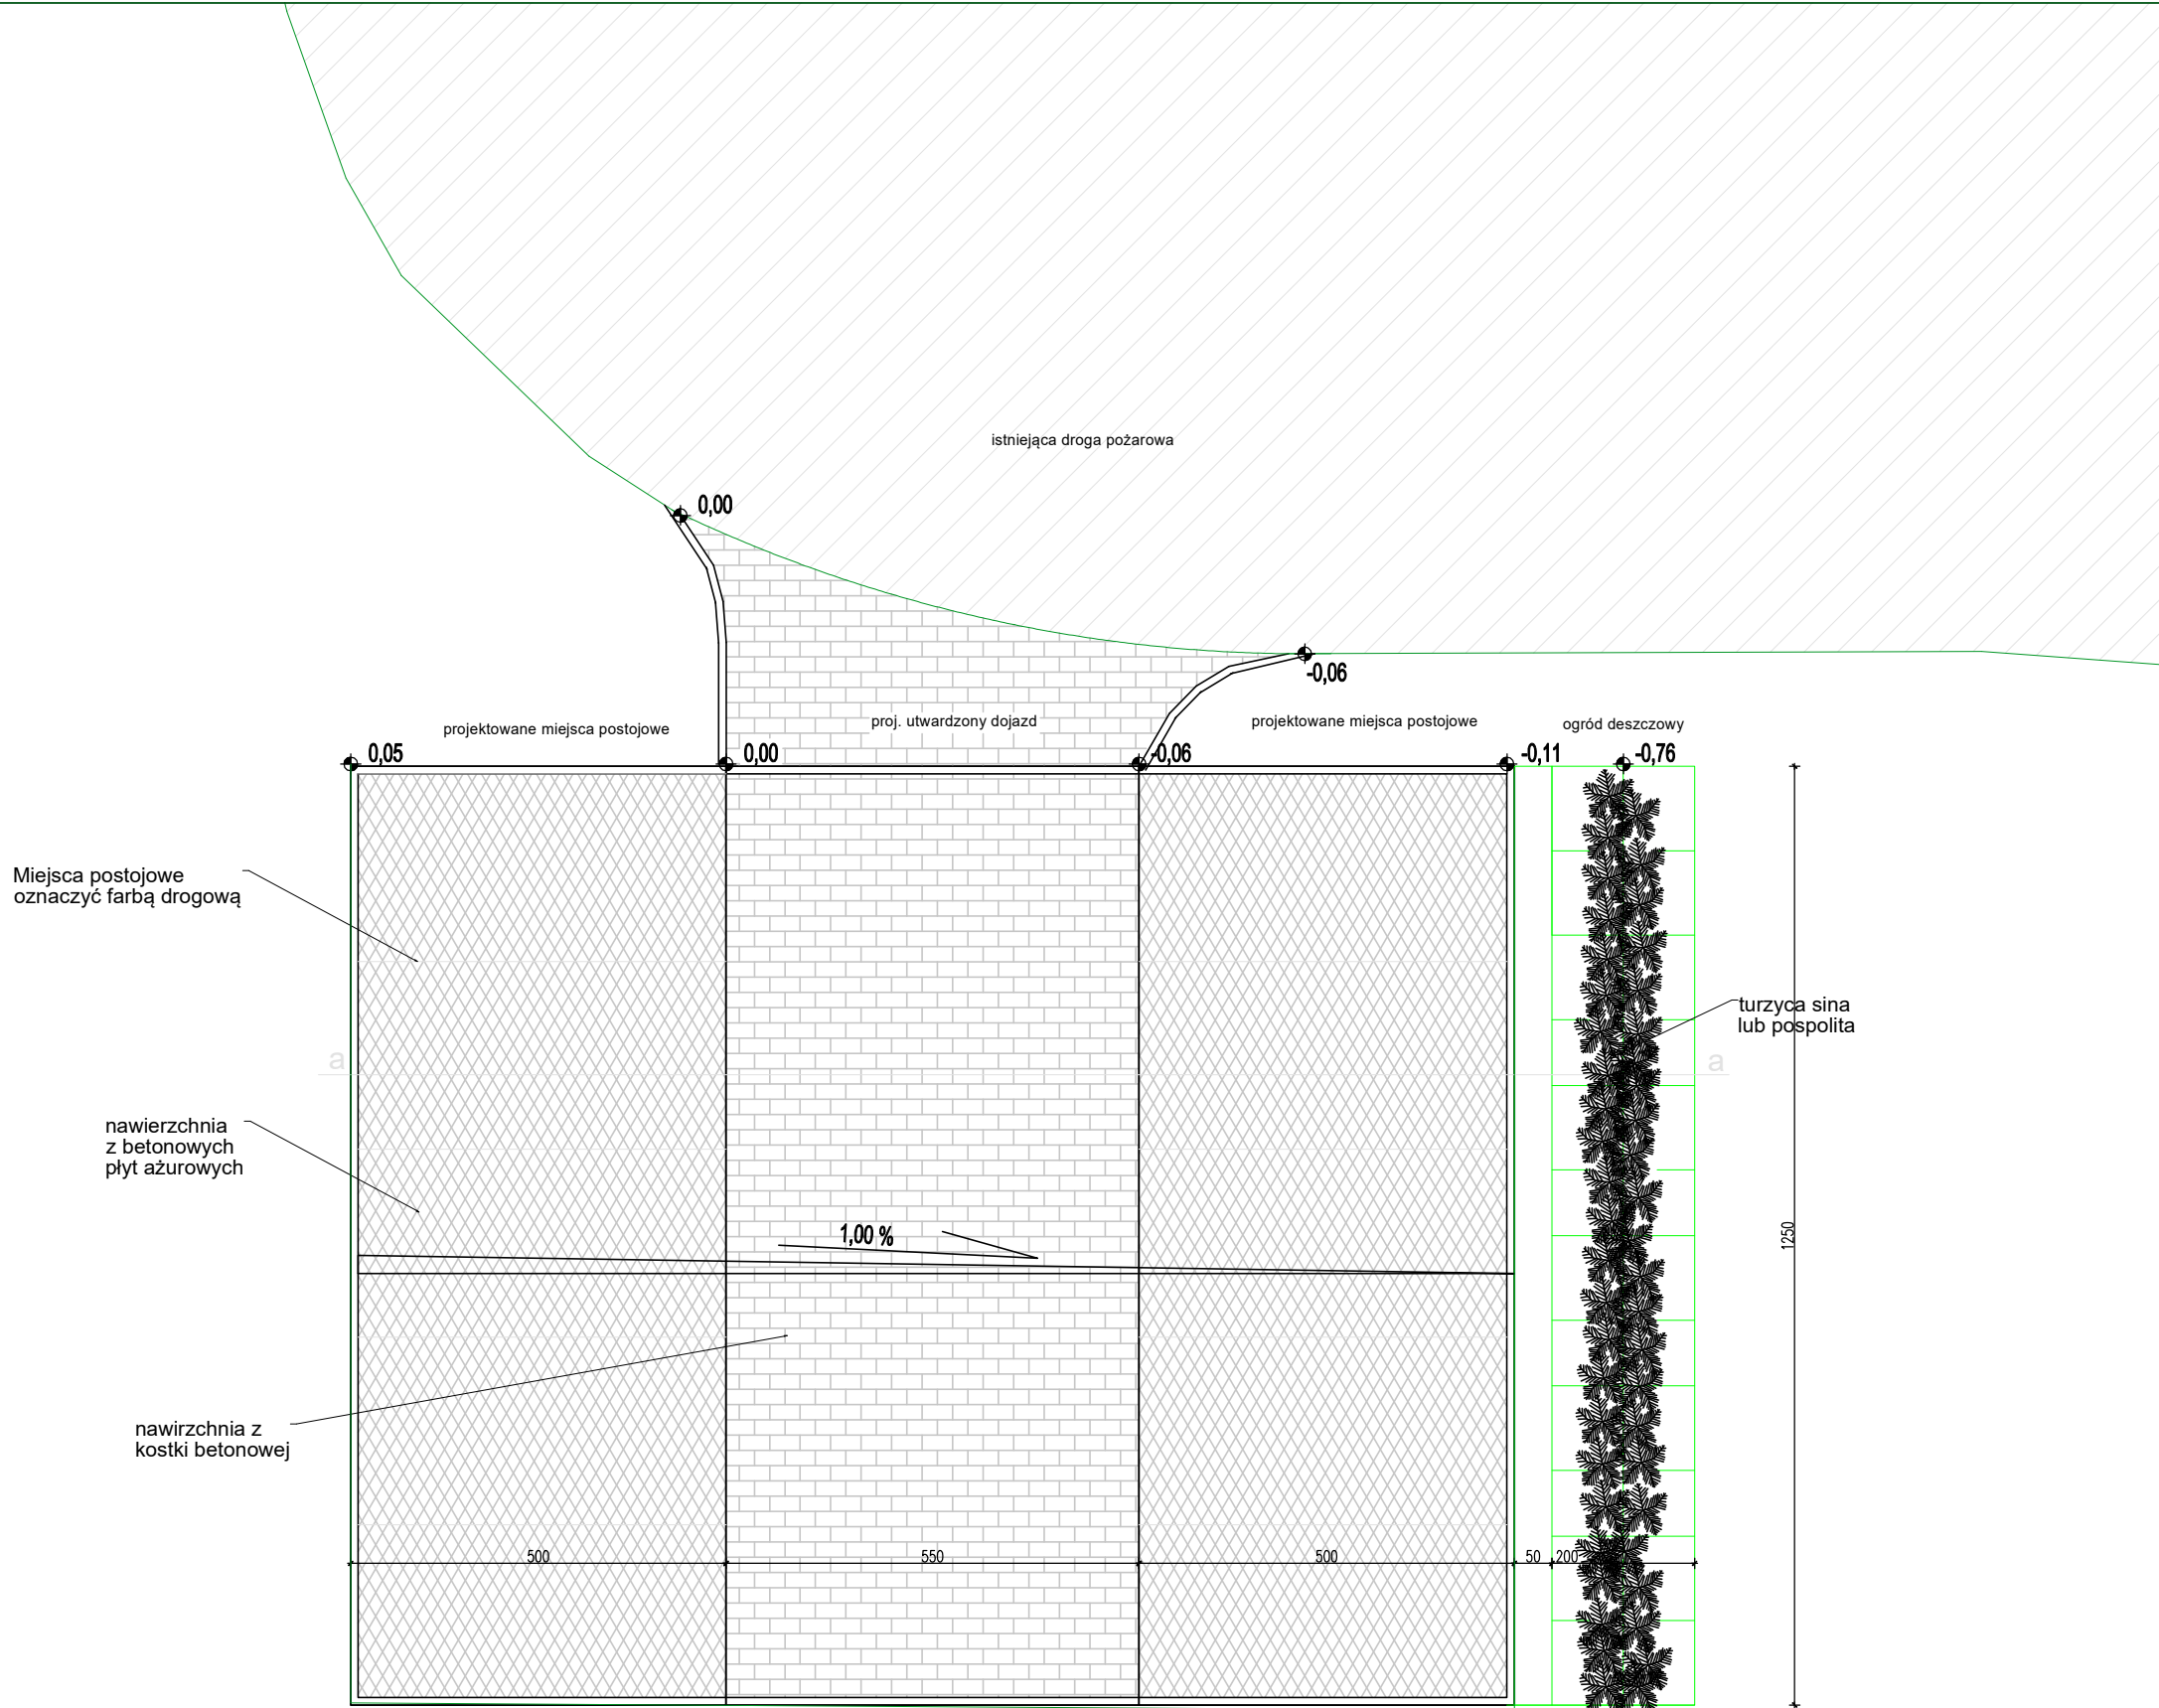 istniejąca droga pożarowa
0,00
-0,06
projektowane miejsca postojowe
proj. utwardzony dojazd
projektowane miejsca postojowe
ogród deszczowy
0,05
0,00
-0,06
-0,11
-0,76
Miejsca postojowe
oznaczyć farbą drogową
turzyca sina
lub pospolita
a
a
nawierzchnia
z betonowych
płyt ażurowych
1,00 %
1250
nawirzchnia z
kostki betonowej
500
550
500
50
200